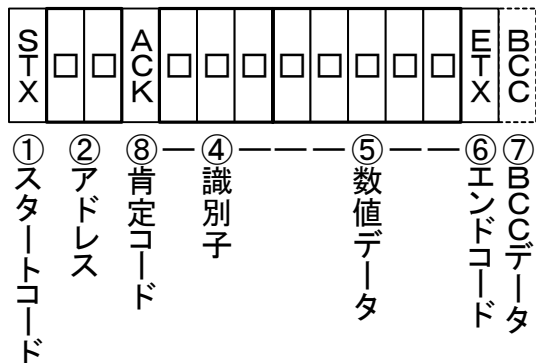 STX □ □ ACK □ □ □ □ □ □ □ □ ETX BCC
① ② ⑧ ④ ⑤ ⑥ ⑦
スタートコード
アドレス
肯定コード
識別子
数値データ
エンドコード
BCCデータ